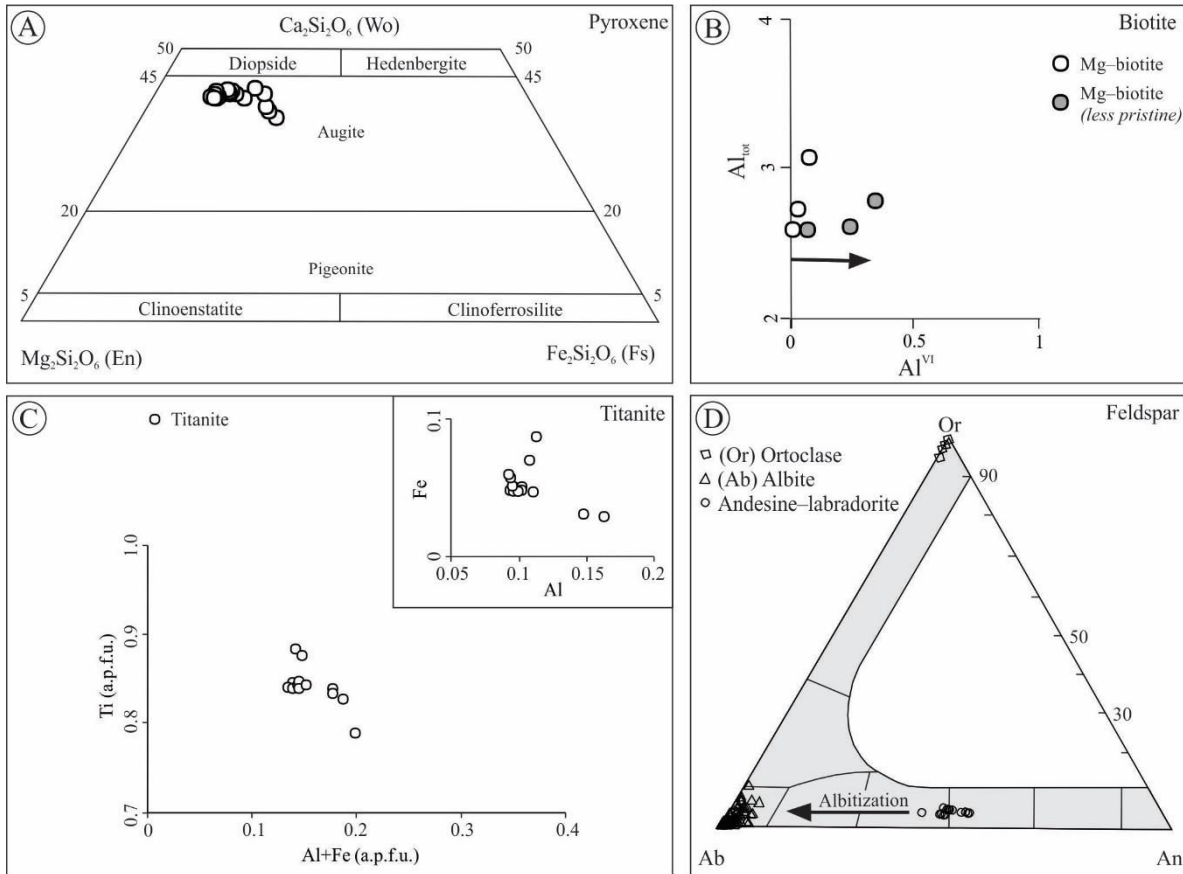 A
Pyroxene
Ca₂Si₂O₆ (Wo)
50
50
45
45
Diopside
Hedenbergite
Augite
20
20
Pigeonite
5
5
Clinoenstatite
Clinoferrosilite
Mg₂Si₂O₆ (En)
Fe₂Si₂O₆ (Fs)
B
Biotite
Mg–biotite
Mg–biotite
(less pristine)
4
3
2
Al_tot
0
0.5
1
Al^VI
C
Titanite
Titanite
0.1
0
Fe
0.05
0.1
0.15
0.2
Al
1.0
0.9
0.8
0.7
Ti (a.p.f.u.)
0
0.1
0.2
0.3
0.4
Al+Fe (a.p.f.u.)
D
Feldspar
Or
(Or) Ortoclase
(Ab) Albite
Andesine–labradorite
90
50
30
Albitization
Ab
An